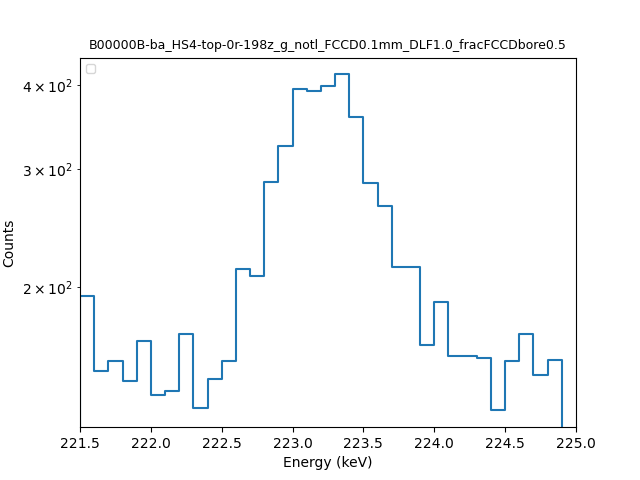 B00000B-ba_HS4-top-0r-198z_g_notl_FCCD0.1mm_DLF1.0_fracFCCDbore0.5
4 × 10²
3 × 10²
2 × 10²
Counts
221.5 222.0 222.5 223.0 223.5 224.0 224.5 225.0
Energy (keV)